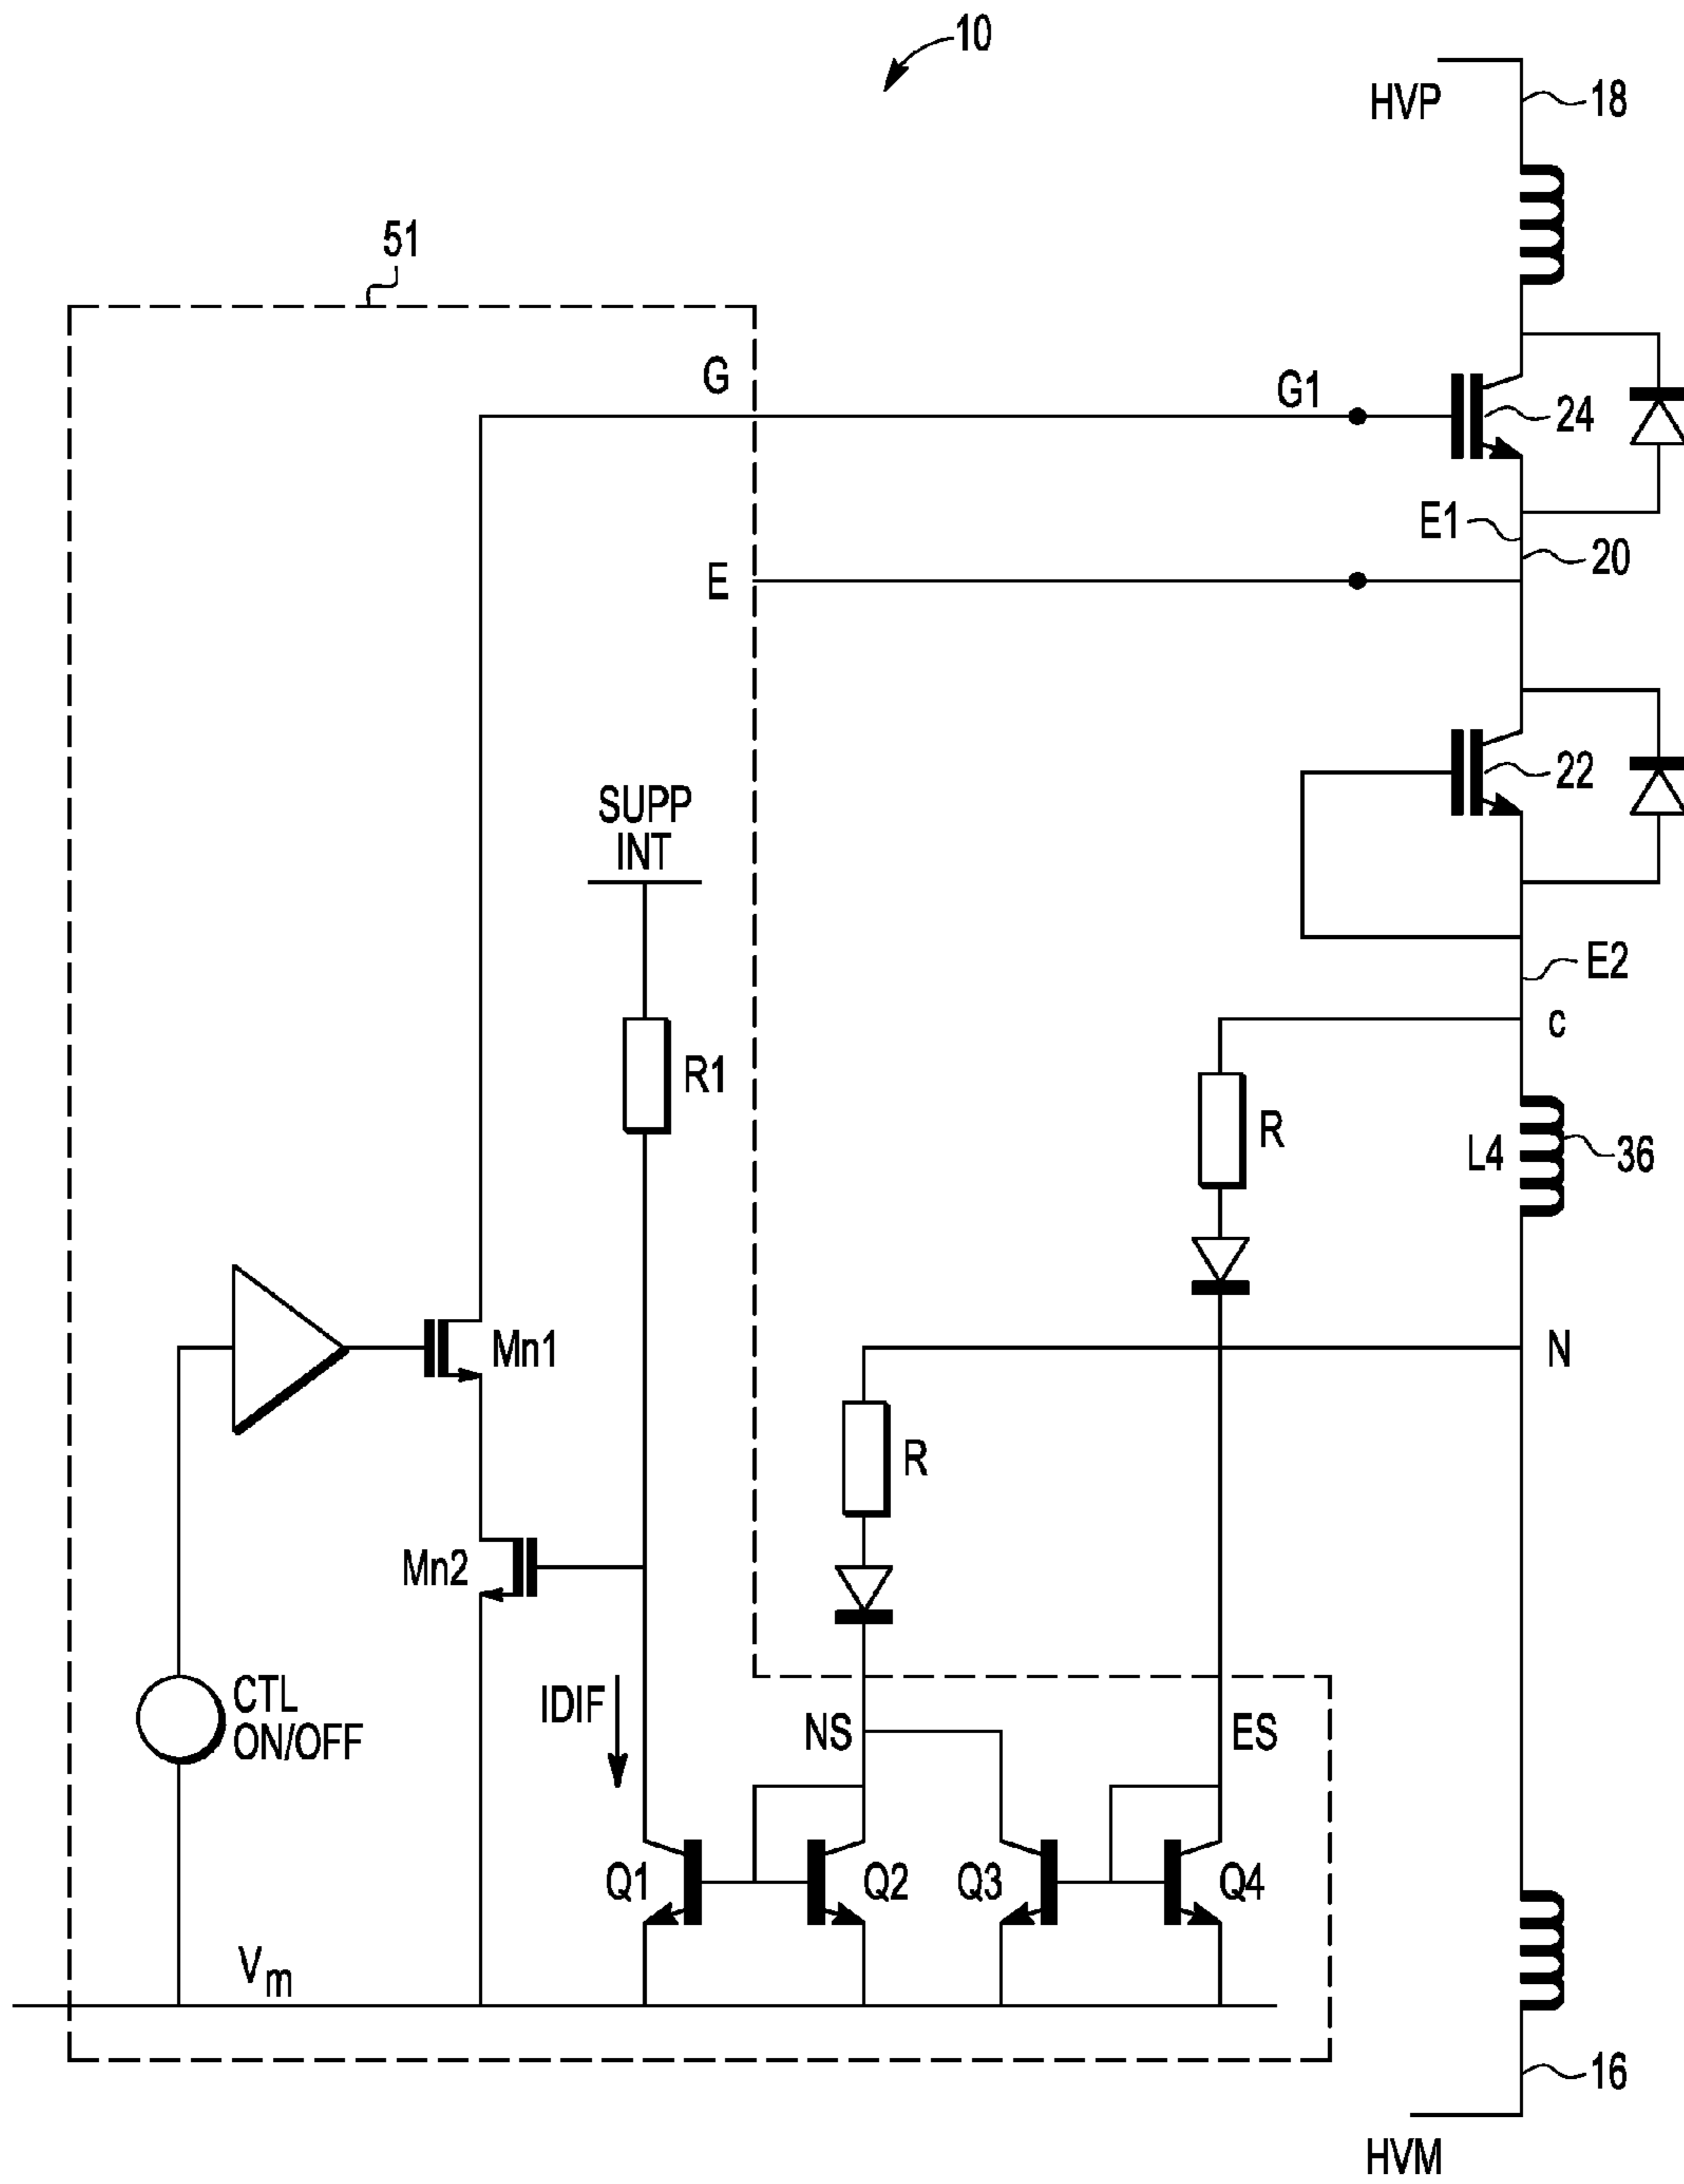 10
HVP
18
51
G
G1
24
E1
20
E
22
SUPP
INT
E2
c
R1
R
L4
36
Mn1
N
R
Mn2
CTL
ON/OFF
IDIF
NS
ES
Q1
Q2
Q3
Q4
Vm
16
HVM